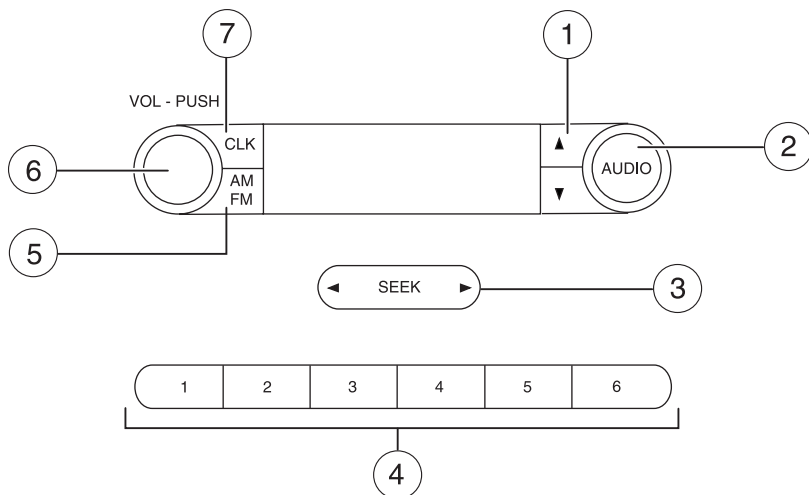 7
1
VOL - PUSH
CLK
▲
2
6
AUDIO
AM
FM
▼
5
◄ SEEK ►
3
1 2 3 4 5 6
4